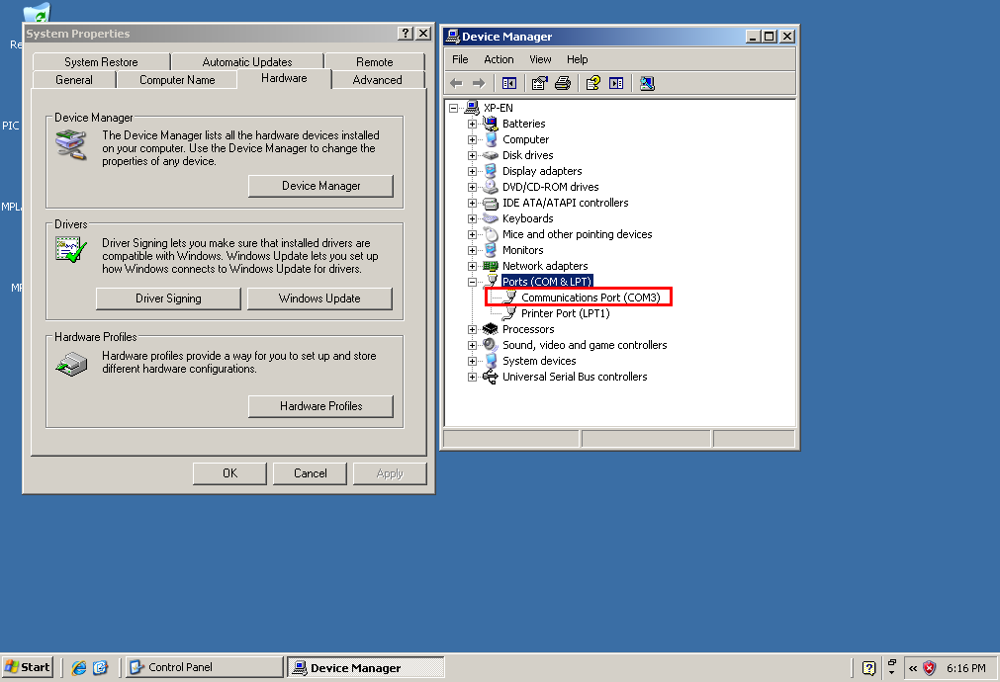 Re
PIC
MPL
MP
System Properties
System Restore
Automatic Updates
Remote
General
Computer Name
Hardware
Advanced
Device Manager
The Device Manager lists all the hardware devices installed
on your computer. Use the Device Manager to change the
properties of any device.
Device Manager
Drivers
Driver Signing lets you make sure that installed drivers are
compatible with Windows. Windows Update lets you set up
how Windows connects to Windows Update for drivers.
Driver Signing
Windows Update
Hardware Profiles
Hardware profiles provide a way for you to set up and store
different hardware configurations.
Hardware Profiles
OK
Cancel
Apply
Device Manager
File
Action
View
Help
XP-EN
Batteries
Computer
Disk drives
Display adapters
DVD/CD-ROM drives
IDE ATA/ATAPI controllers
Keyboards
Mice and other pointing devices
Monitors
Network adapters
Ports (COM & LPT)
Communications Port (COM3)
Printer Port (LPT1)
Processors
Sound, video and game controllers
System devices
Universal Serial Bus controllers
Start
Control Panel
Device Manager
6:16 PM